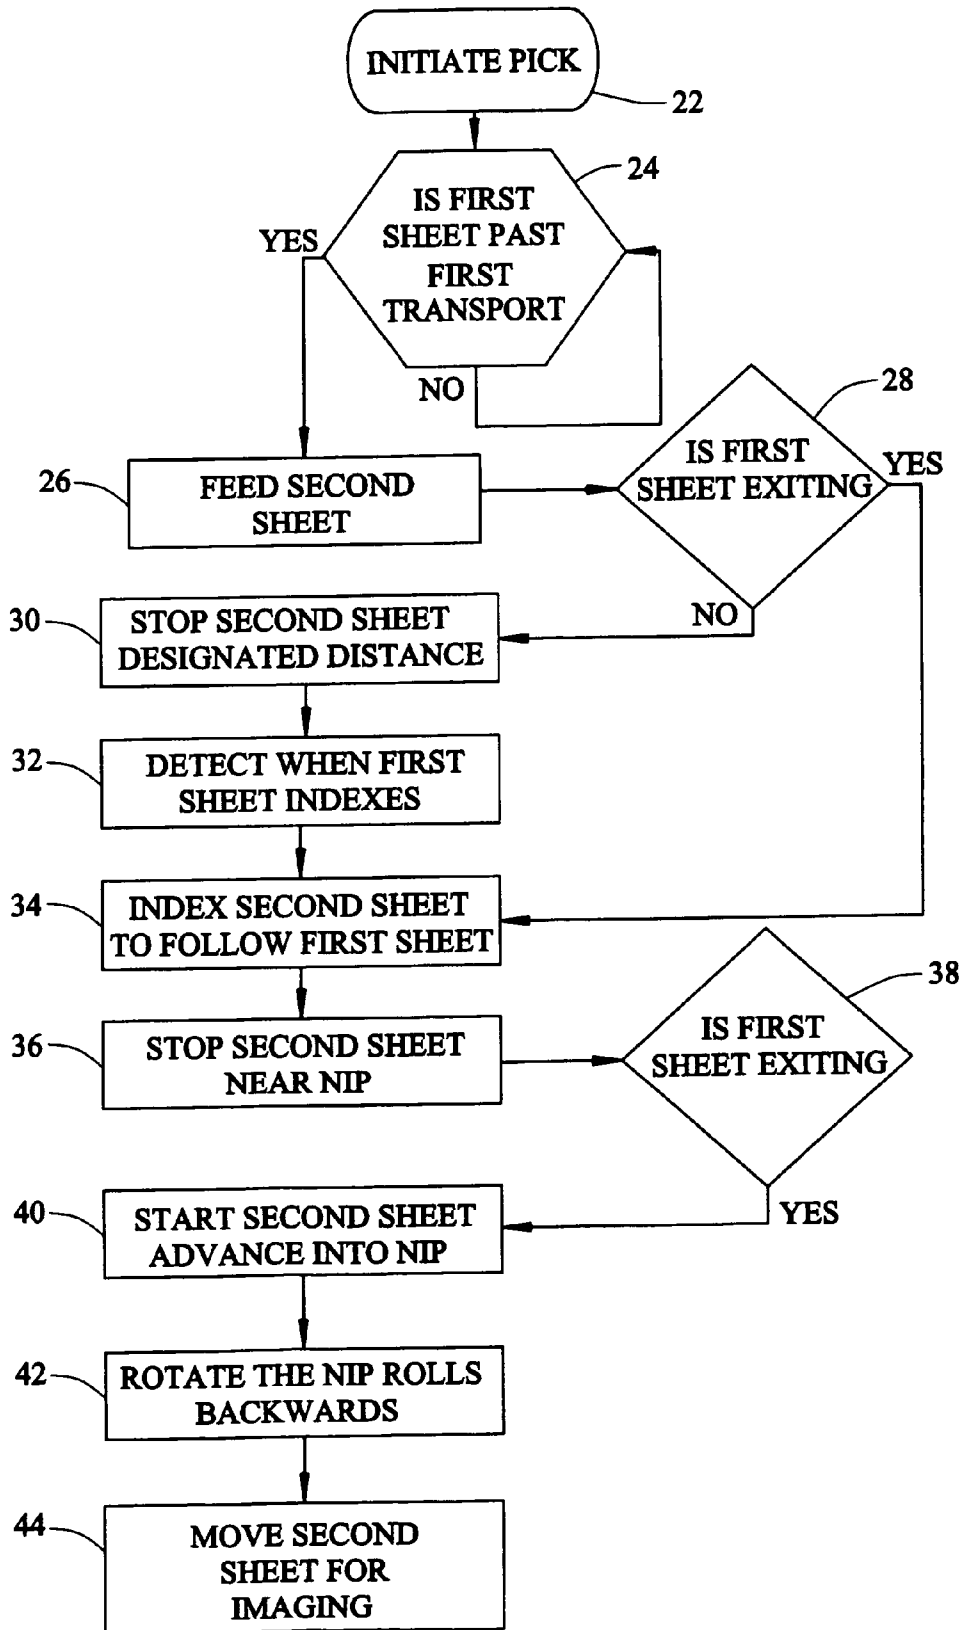 INITIATE PICK
22
24
IS FIRST
SHEET PAST
FIRST
TRANSPORT
YES
NO
28
IS FIRST
SHEET EXITING
YES
26
FEED SECOND
SHEET
NO
30
STOP SECOND SHEET
DESIGNATED DISTANCE
32
DETECT WHEN FIRST
SHEET INDEXES
34
INDEX SECOND SHEET
TO FOLLOW FIRST SHEET
38
IS FIRST
SHEET EXITING
36
STOP SECOND SHEET
NEAR NIP
YES
40
START SECOND SHEET
ADVANCE INTO NIP
42
ROTATE THE NIP ROLLS
BACKWARDS
44
MOVE SECOND
SHEET FOR
IMAGING